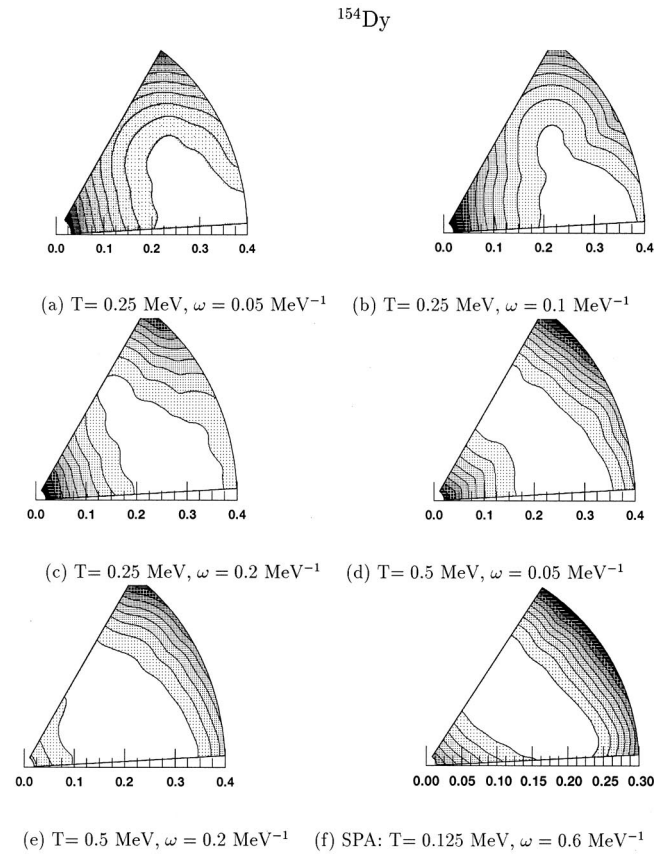 ¹⁵⁴Dy
0.0 0.1 0.2 0.3 0.4
0.0 0.1 0.2 0.3 0.4
(a) T= 0.25 MeV, ω = 0.05 MeV⁻¹
(b) T= 0.25 MeV, ω = 0.1 MeV⁻¹
0.0 0.1 0.2 0.3 0.4
0.0 0.1 0.2 0.3 0.4
(c) T= 0.25 MeV, ω = 0.2 MeV⁻¹
(d) T= 0.5 MeV, ω = 0.05 MeV⁻¹
0.0 0.1 0.2 0.3 0.4
0.00 0.05 0.10 0.15 0.20 0.25 0.30
(e) T= 0.5 MeV, ω = 0.2 MeV⁻¹
(f) SPA: T= 0.125 MeV, ω = 0.6 MeV⁻¹